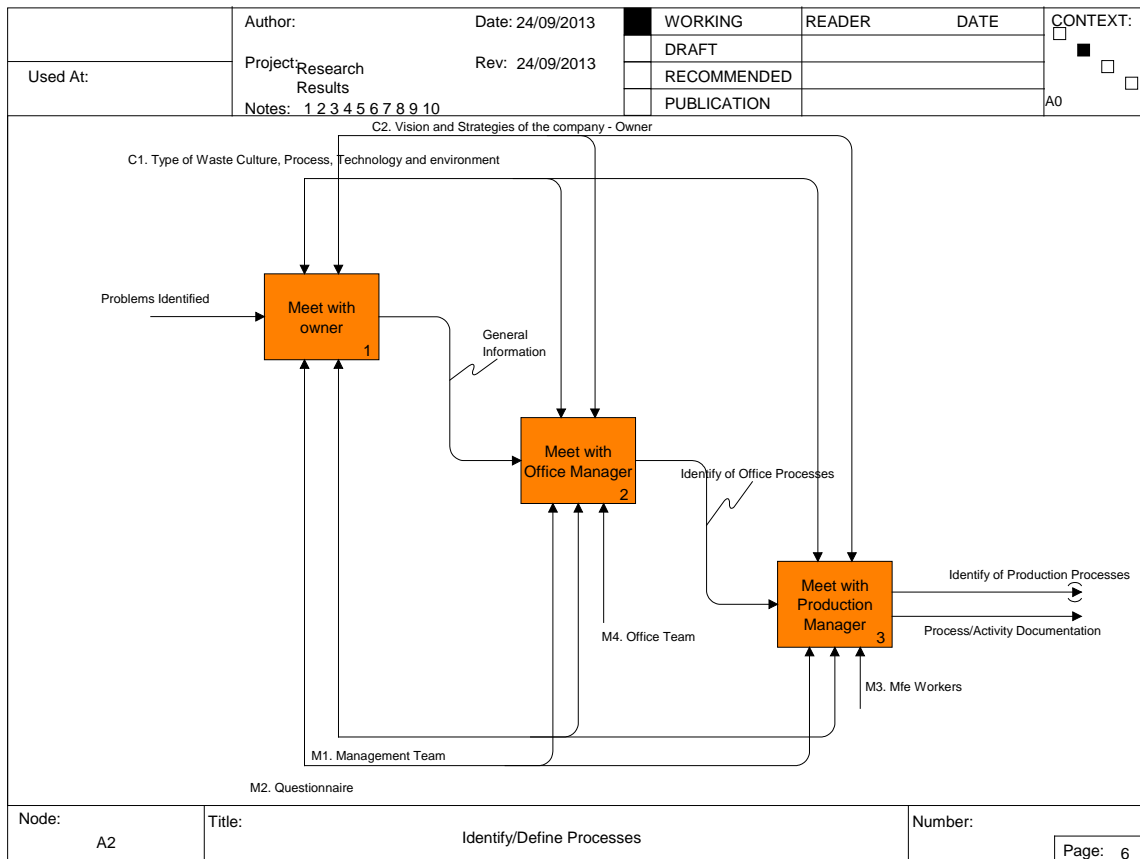 Used At:
Author:
Date: 24/09/2013
Project:
Research
Results
Rev: 24/09/2013
Notes: 1 2 3 4 5 6 7 8 9 10
WORKING
DRAFT
RECOMMENDED
PUBLICATION
READER
DATE
CONTEXT:
A0
C2. Vision and Strategies of the company - Owner
C1. Type of Waste Culture, Process, Technology and environment
Problems Identified
Meet with
owner
1
General
Information
Meet with
Office Manager
2
Identify of Office Processes
Meet with
Production
Manager
3
Identify of Production Processes
Process/Activity Documentation
M4. Office Team
M3. Mfe Workers
M1. Management Team
M2. Questionnaire
Node:
A2
Title:
Identify/Define Processes
Number:
Page: 6